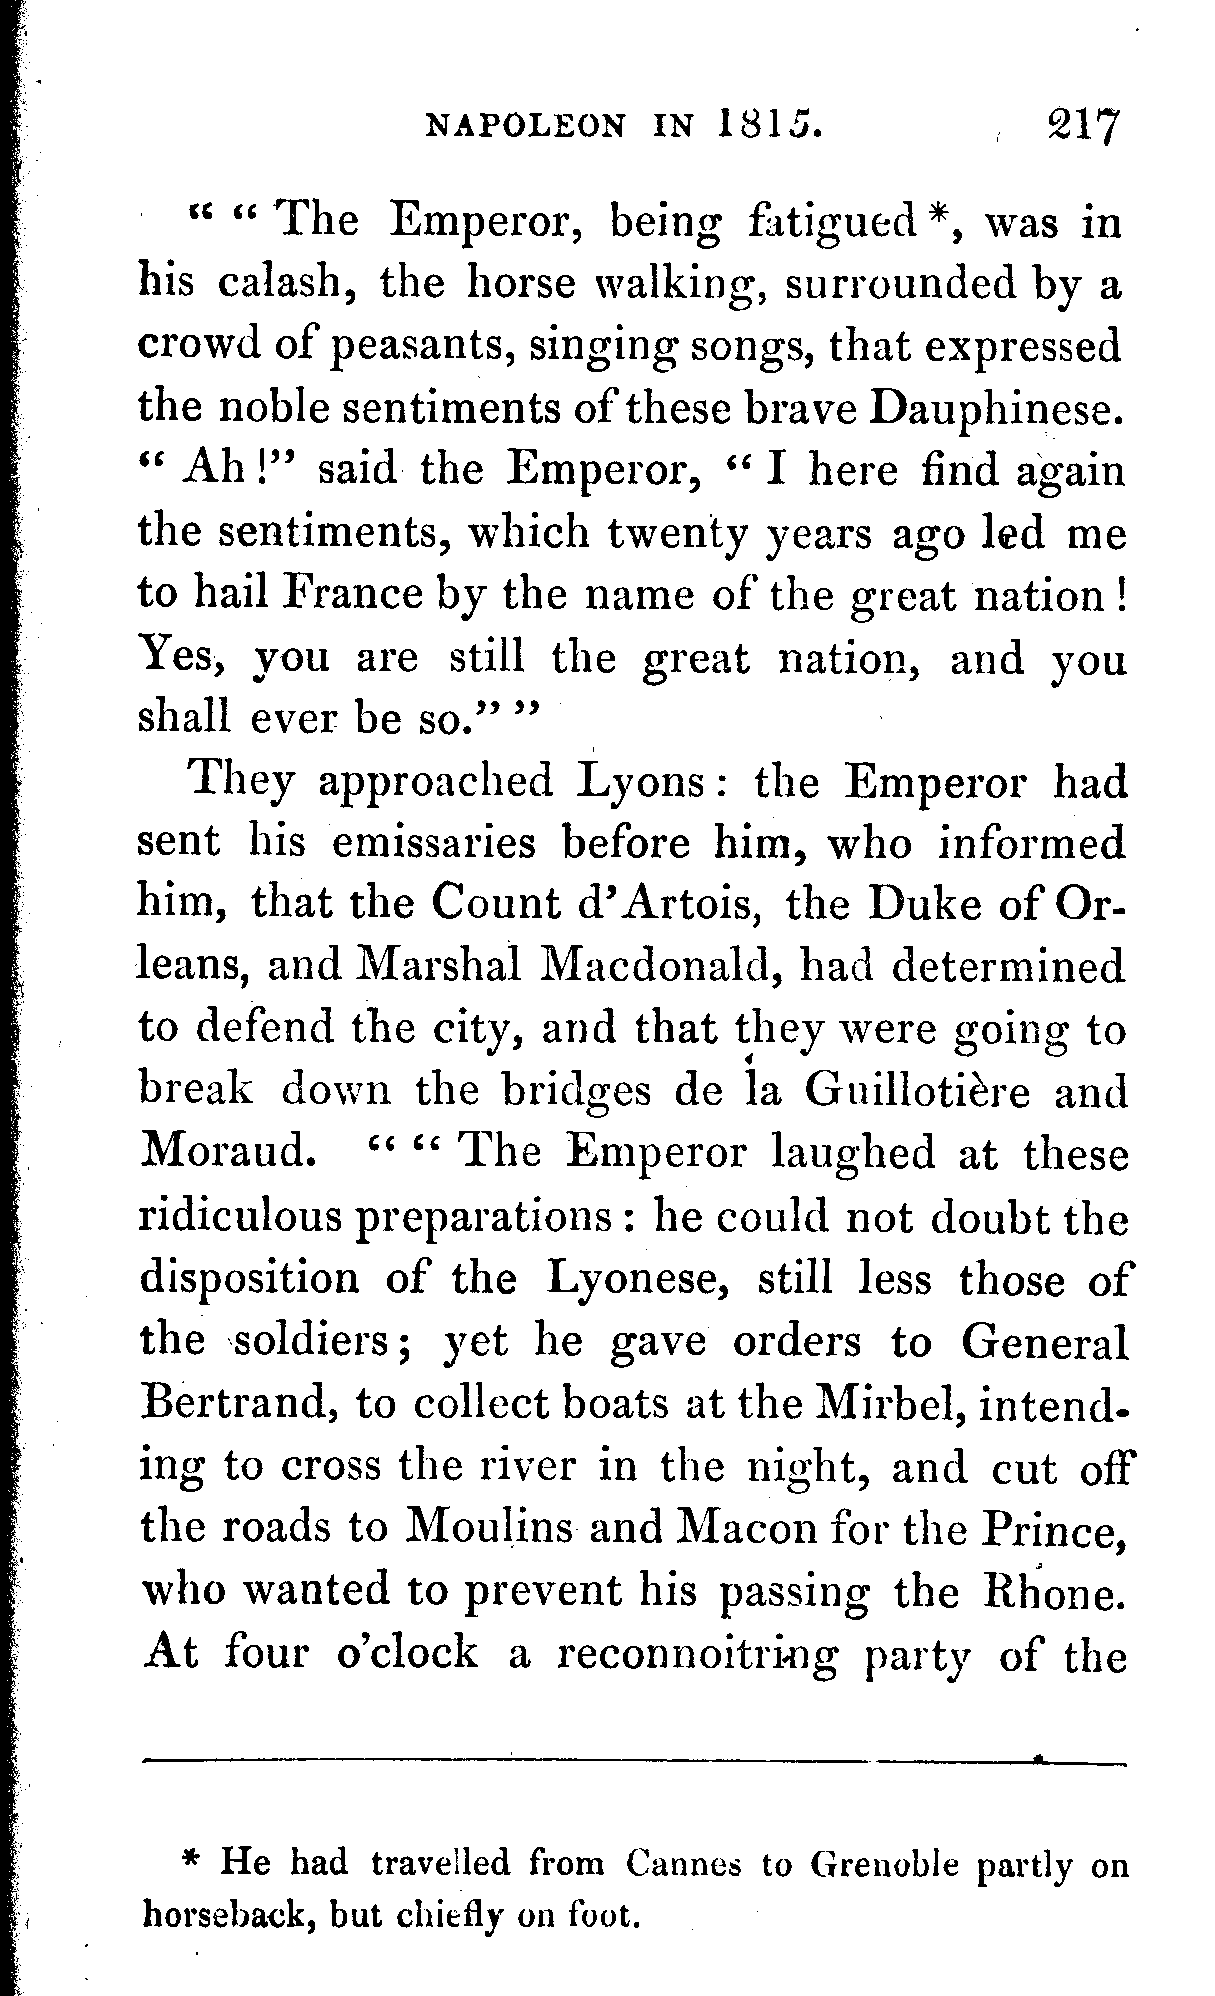 NAPOLEON IN 1815. 217
“ “ The Emperor, being fatigued *, was in
his calash, the horse walking, surrounded by a
crowd of peasants, singing songs, that expressed
the noble sentiments of these brave Dauphinese.
“ Ah !” said the Emperor, “ I here find again
the sentiments, which twenty years ago led me
to hail France by the name of the great nation !
Yes, you are still the great nation, and you
shall ever be so.” ”
They approached Lyons : the Emperor had
sent his emissaries before him, who informed
him, that the Count d’Artois, the Duke of Or-
leans, and Marshal Macdonald, had determined
to defend the city, and that they were going to
break down the bridges de la Guillotière and
Moraud. “ “ The Emperor laughed at these
ridiculous preparations : he could not doubt the
disposition of the Lyonese, still less those of
the soldiers ; yet he gave orders to General
Bertrand, to collect boats at the Mirbel, intend-
ing to cross the river in the night, and cut off
the roads to Moulins and Macon for the Prince,
who wanted to prevent his passing the Rhone.
At four o’clock a reconnoitring party of the
* He had travelled from Cannes to Grenoble partly on
horseback, but chiefly on foot.